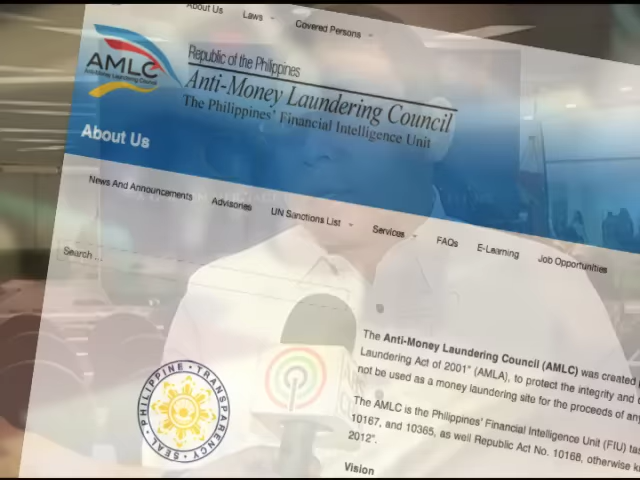 About Us Laws Covered Persons
AMLC
Anti-Money Laundering Council
Republic of the Philippines
Anti-Money Laundering Council
The Philippines' Financial Intelligence Unit
About Us
News And Announcements Advisories UN Sanctions List Services FAQs E-Learning Job Opportunities
Search ...
The Anti-Money Laundering Council (AMLC) was created
Laundering Act of 2001" (AMLA), to protect the integrity and
not be used as a money laundering site for the proceeds of
The AMLC is the Philippines' Financial Intelligence Unit (FIU)
10167, and 10365, as well Republic Act No. 10168, otherwise
2012".
Vision
PHILIPPINE TRANSPARENCY SEAL